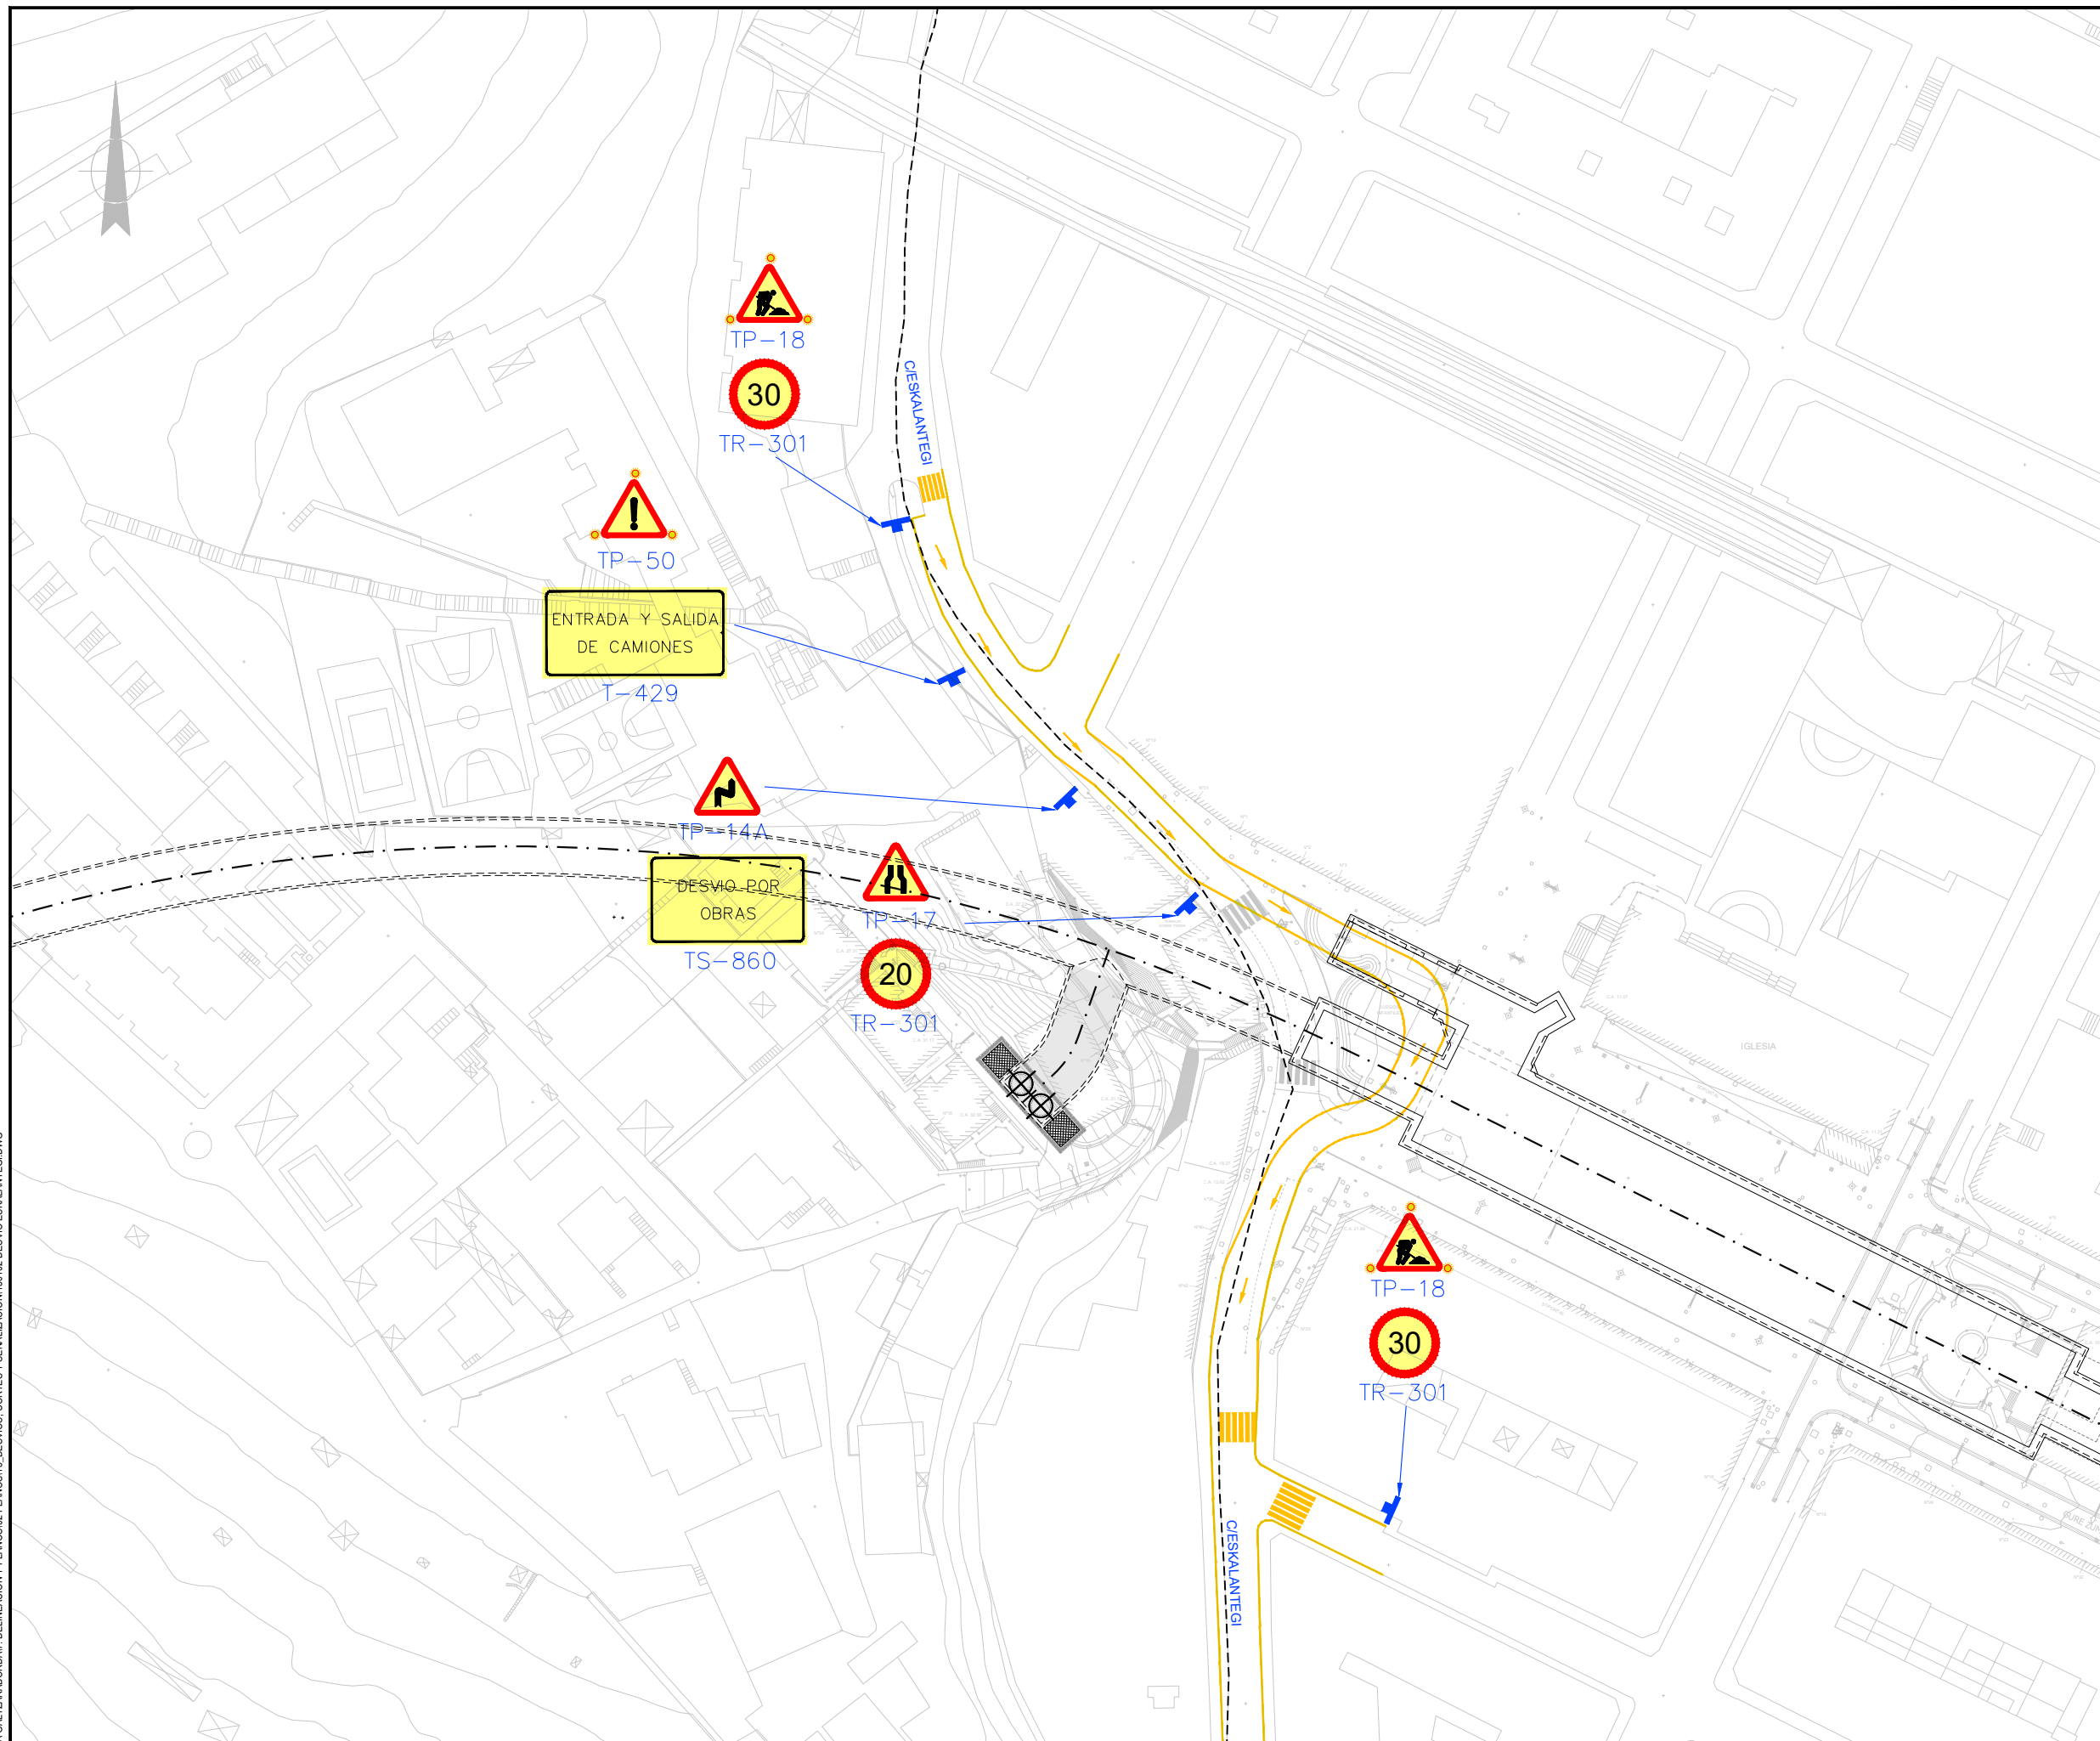 TP-18
30
TR-301
C/ESKALANTEGI
TP-50
ENTRADA Y SALIDA
DE CAMIONES
T-429
TP-14A
DESVIO POR
OBRAS
TS-860
TP-17
20
TR-301
IGLESIA
TP-18
30
TR-301
C/ESKALANTEGI